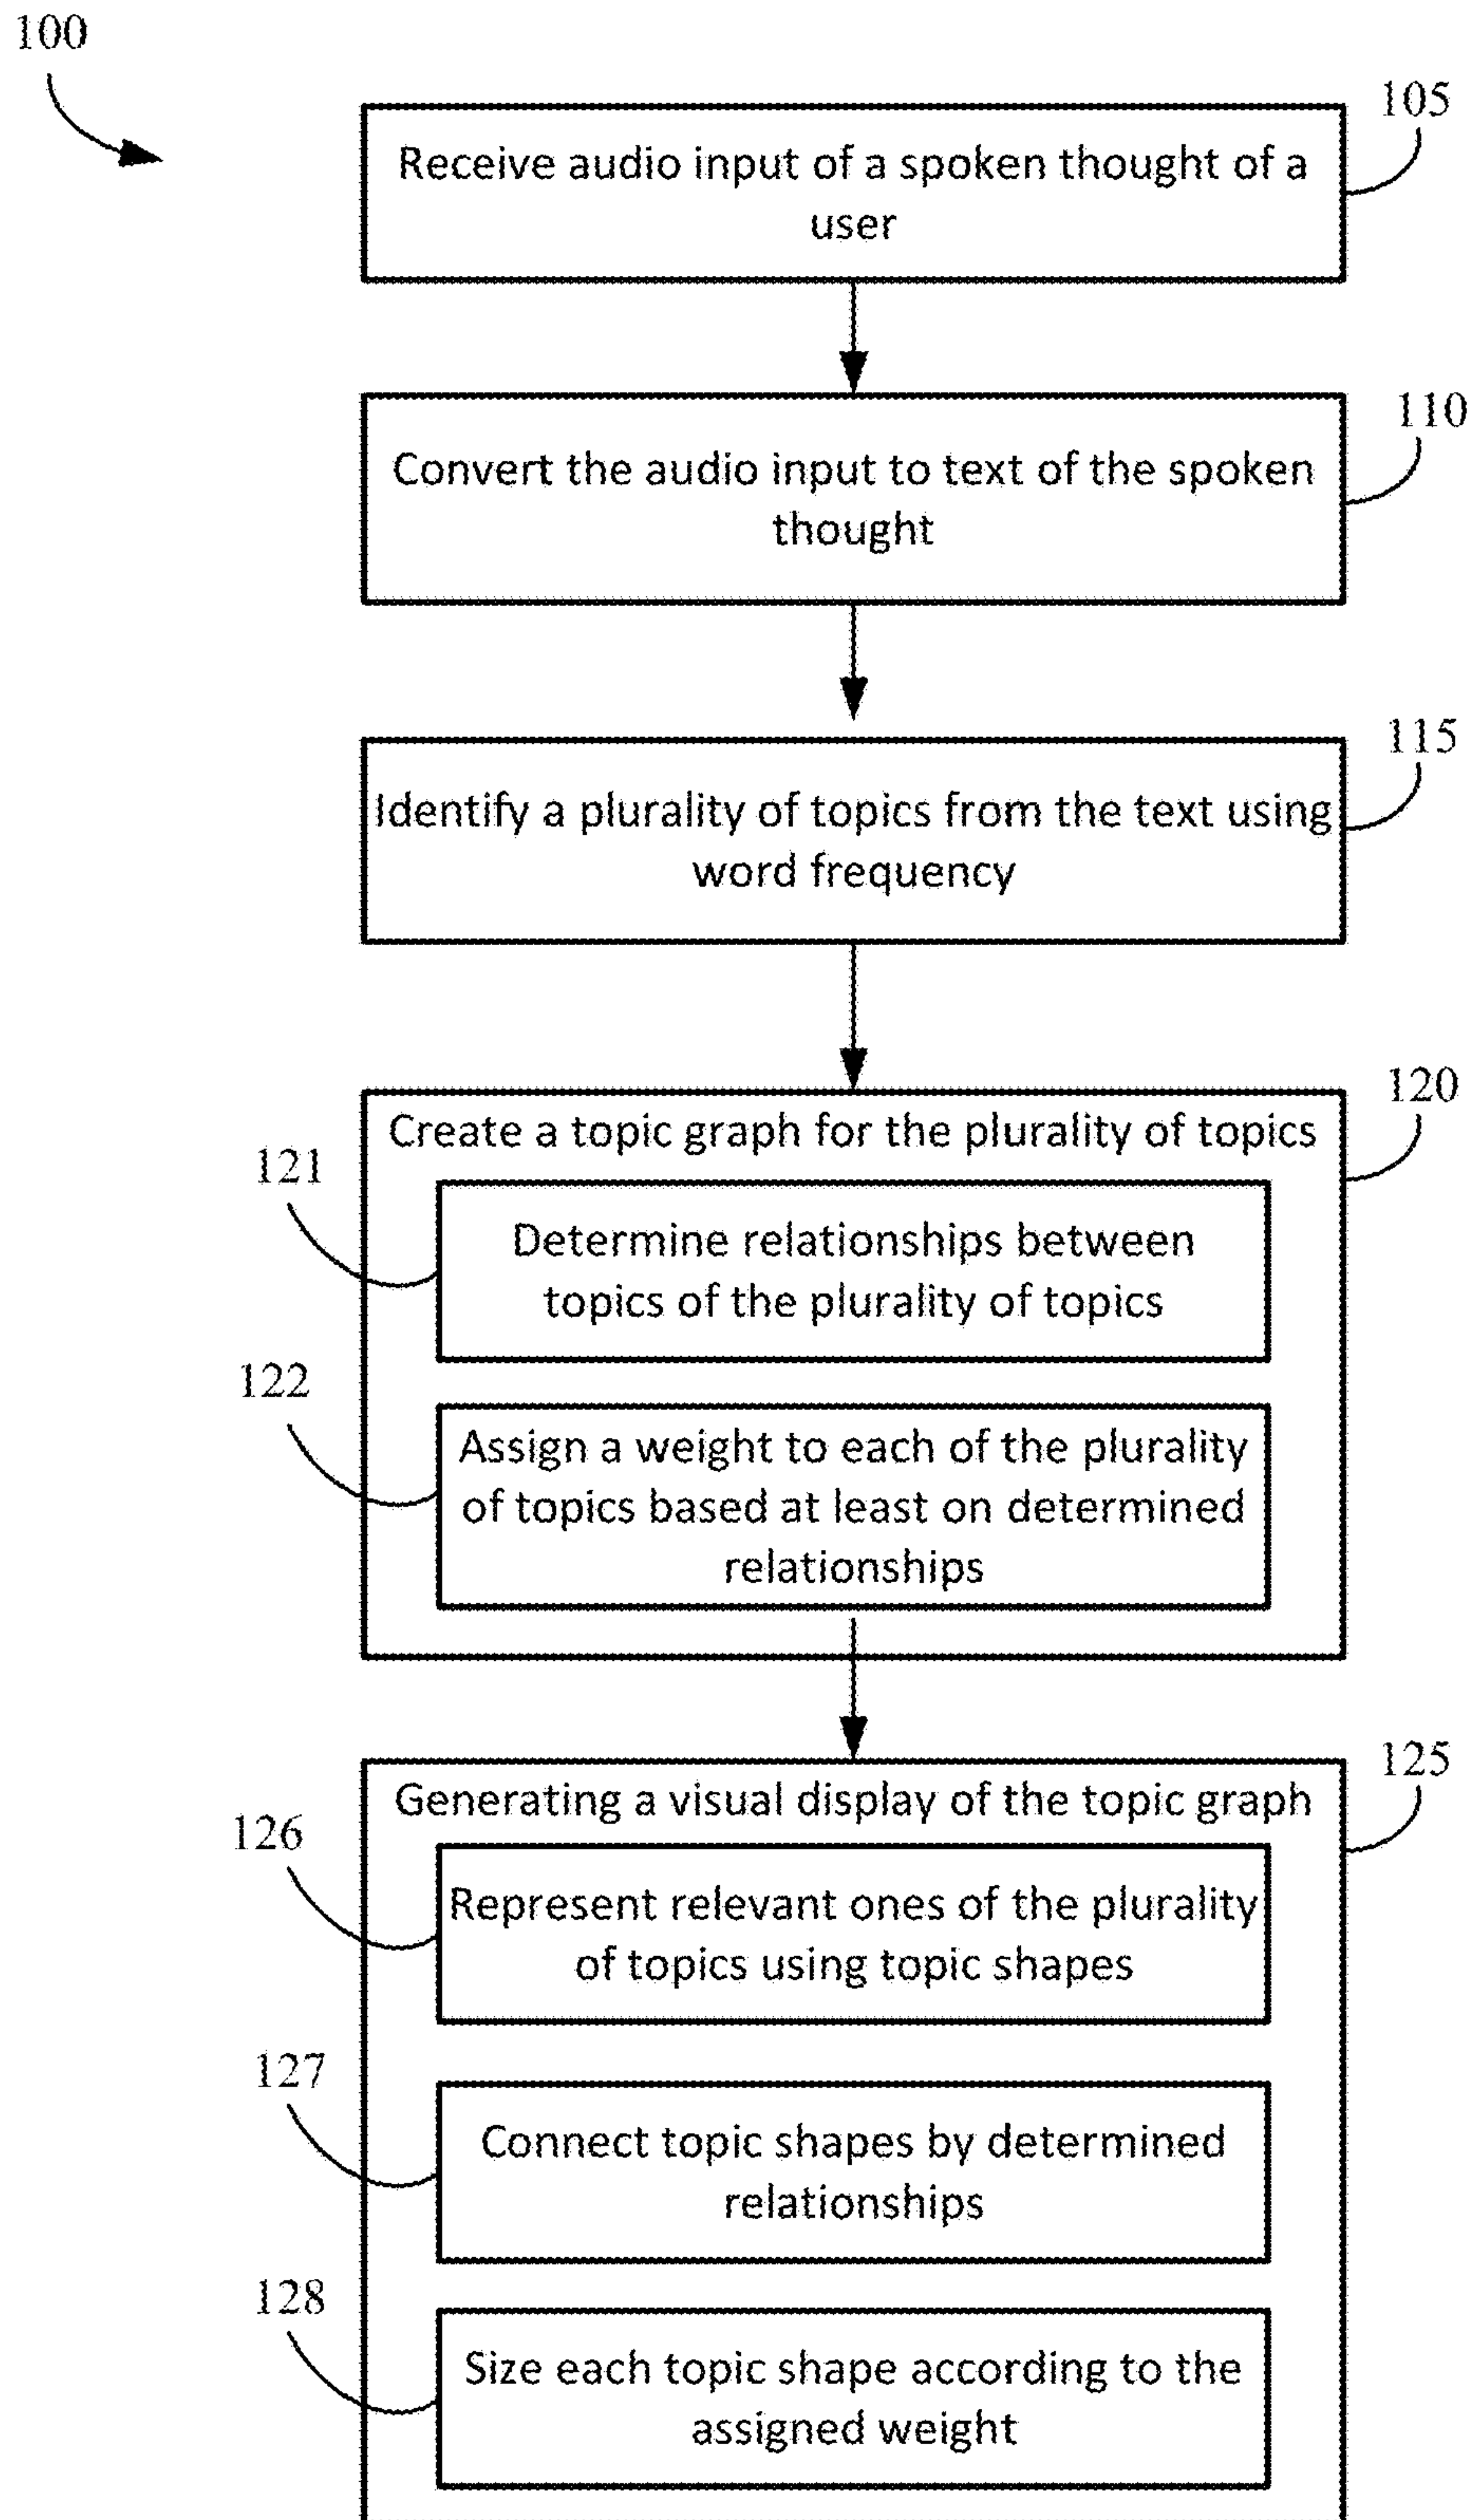 100
105
Receive audio input of a spoken thought of a
user
110
Convert the audio input to text of the spoken
thought
115
Identify a plurality of topics from the text using
word frequency
120
Create a topic graph for the plurality of topics
121
Determine relationships between
topics of the plurality of topics
122
Assign a weight to each of the plurality
of topics based at least on determined
relationships
125
Generating a visual display of the topic graph
126
Represent relevant ones of the plurality
of topics using topic shapes
127
Connect topic shapes by determined
relationships
128
Size each topic shape according to the
assigned weight